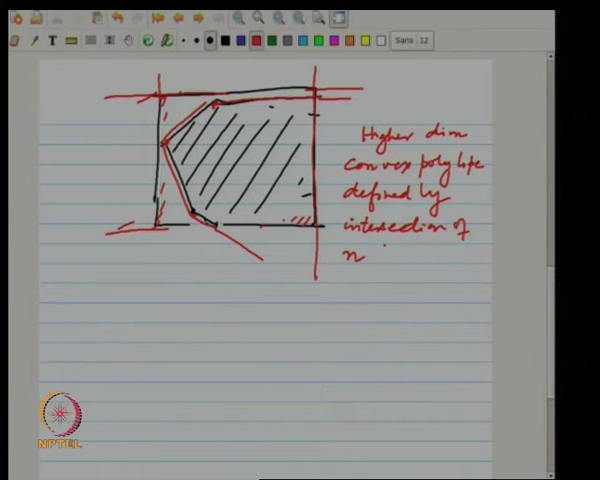 Sans 12
Higher dim
convex polytope
defined by
intersection of
n
NPTEL